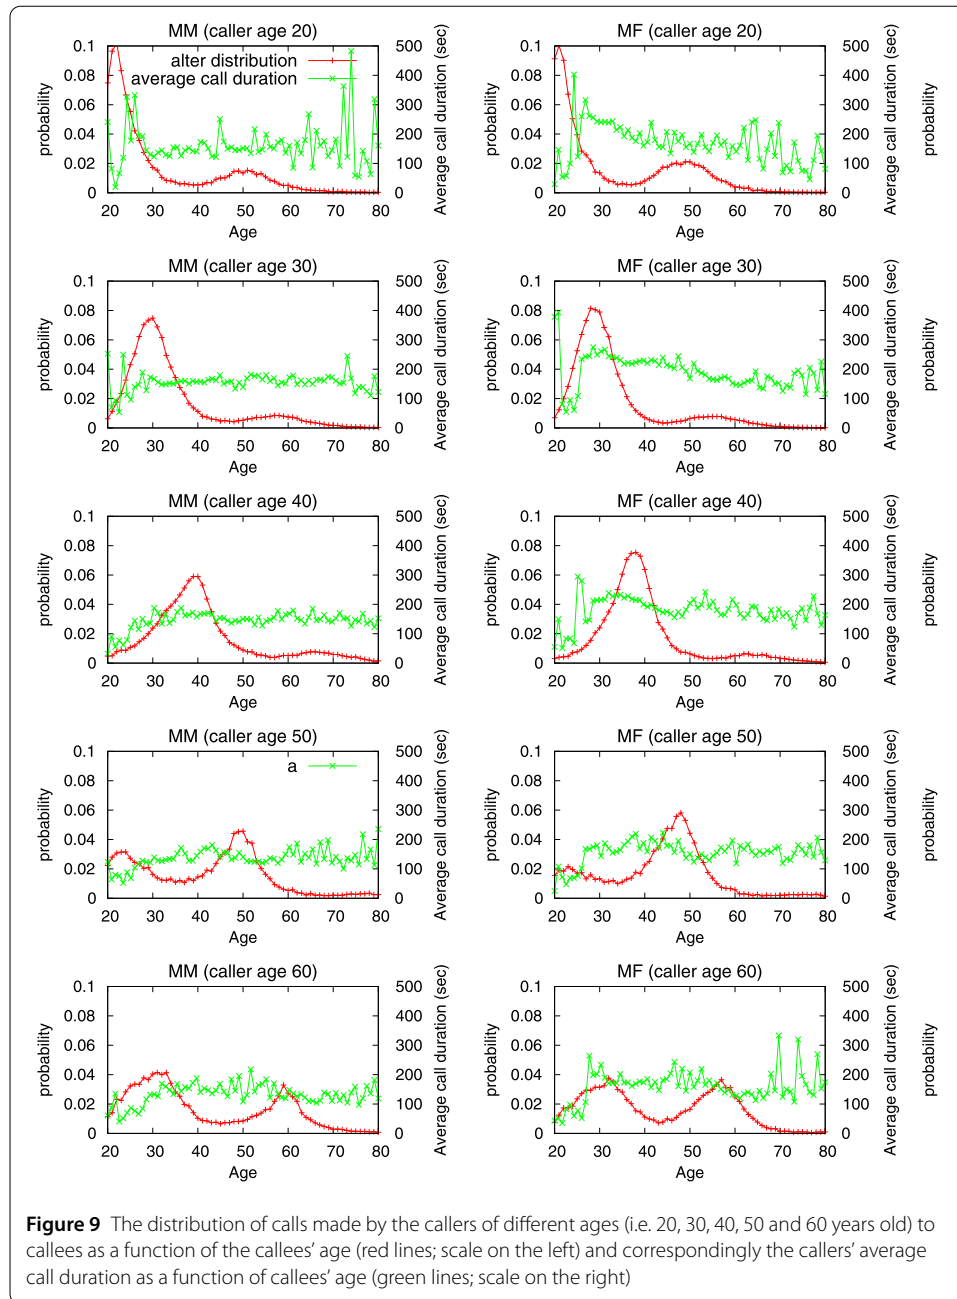 MM (caller age 20)
0.1
0.08
0.06
0.04
0.02
0
probability
alter distribution
average call duration
500
400
300
200
100
0
Average call duration (sec)
20 30 40 50 60 70 80
Age
MF (caller age 20)
0.1
0.08
0.06
0.04
0.02
0
probability
500
400
300
200
100
0
Average call duration (sec)
probability
20 30 40 50 60 70 80
Age
MM (caller age 30)
0.1
0.08
0.06
0.04
0.02
0
probability
500
400
300
200
100
0
Average call duration (sec)
20 30 40 50 60 70 80
Age
MF (caller age 30)
0.1
0.08
0.06
0.04
0.02
0
probability
500
400
300
200
100
0
Average call duration (sec)
probability
20 30 40 50 60 70 80
Age
MM (caller age 40)
0.1
0.08
0.06
0.04
0.02
0
probability
500
400
300
200
100
0
Average call duration (sec)
20 30 40 50 60 70 80
Age
MF (caller age 40)
0.1
0.08
0.06
0.04
0.02
0
probability
500
400
300
200
100
0
Average call duration (sec)
probability
20 30 40 50 60 70 80
Age
MM (caller age 50)
0.1
0.08
0.06
0.04
0.02
0
probability
a
500
400
300
200
100
0
Average call duration (sec)
20 30 40 50 60 70 80
Age
MF (caller age 50)
0.1
0.08
0.06
0.04
0.02
0
probability
500
400
300
200
100
0
Average call duration (sec)
probability
20 30 40 50 60 70 80
Age
MM (caller age 60)
0.1
0.08
0.06
0.04
0.02
0
probability
500
400
300
200
100
0
Average call duration (sec)
20 30 40 50 60 70 80
Age
MF (caller age 60)
0.1
0.08
0.06
0.04
0.02
0
probability
500
400
300
200
100
0
Average call duration (sec)
probability
20 30 40 50 60 70 80
Age
Figure 9 The distribution of calls made by the callers of different ages (i.e. 20, 30, 40, 50 and 60 years old) to
callees as a function of the callees' age (red lines; scale on the left) and correspondingly the callers' average
call duration as a function of callees' age (green lines; scale on the right)